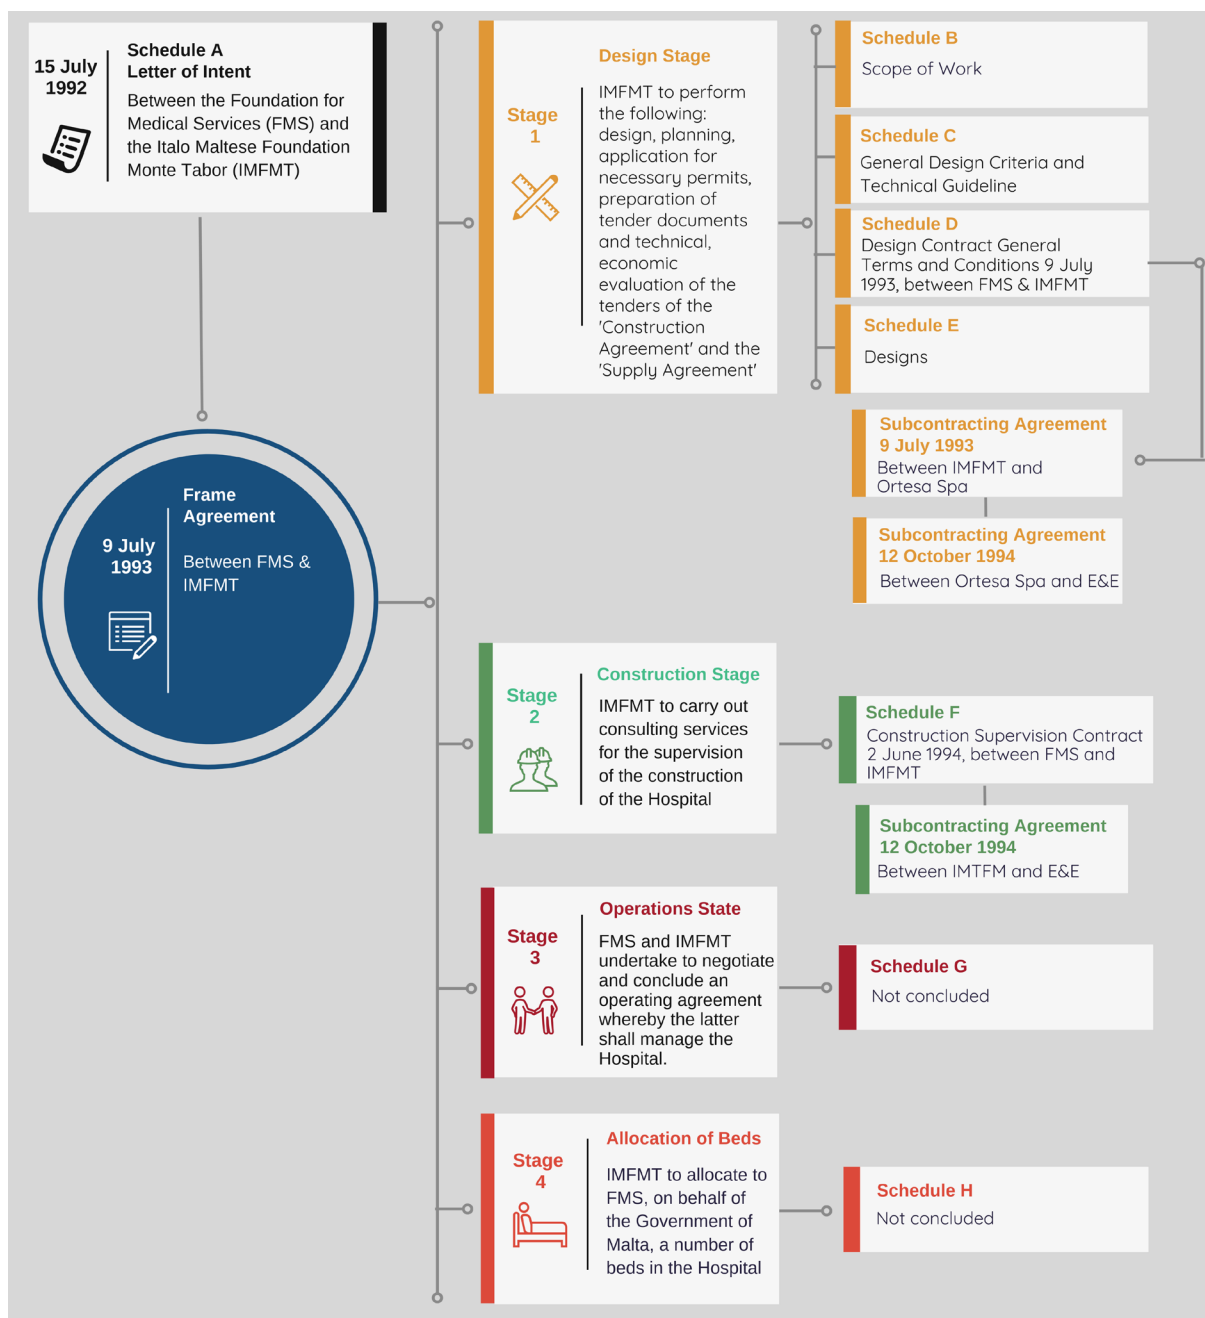 15 July
1992
Schedule A
Letter of Intent
Between the Foundation for
Medical Services (FMS) and
the Italo Maltese Foundation
Monte Tabor (IMFMT)
9 July
1993
Frame
Agreement
Between FMS &
IMFMT
Stage
1
Design Stage
IMFMT to perform
the following:
design, planning,
application for
necessary permits,
preparation of
tender documents
and technical,
economic
evaluation of the
tenders of the
'Construction
Agreement' and the
'Supply Agreement'
Schedule B
Scope of Work
Schedule C
General Design Criteria and
Technical Guideline
Schedule D
Design Contract General
Terms and Conditions 9 July
1993, between FMS & IMFMT
Schedule E
Designs
Subcontracting Agreement
9 July 1993
Between IMFMT and
Ortesa Spa
Subcontracting Agreement
12 October 1994
Between Ortesa Spa and E&E
Stage
2
Construction Stage
IMFMT to carry out
consulting services
for the supervision
of the construction
of the Hospital
Schedule F
Construction Supervision Contract
2 June 1994, between FMS and
IMFMT
Subcontracting Agreement
12 October 1994
Between IMTFM and E&E
Stage
3
Operations State
FMS and IMFMT
undertake to negotiate
and conclude an
operating agreement
whereby the latter
shall manage the
Hospital.
Schedule G
Not concluded
Stage
4
Allocation of Beds
IMFMT to allocate to
FMS, on behalf of
the Government of
Malta, a number of
beds in the Hospital
Schedule H
Not concluded